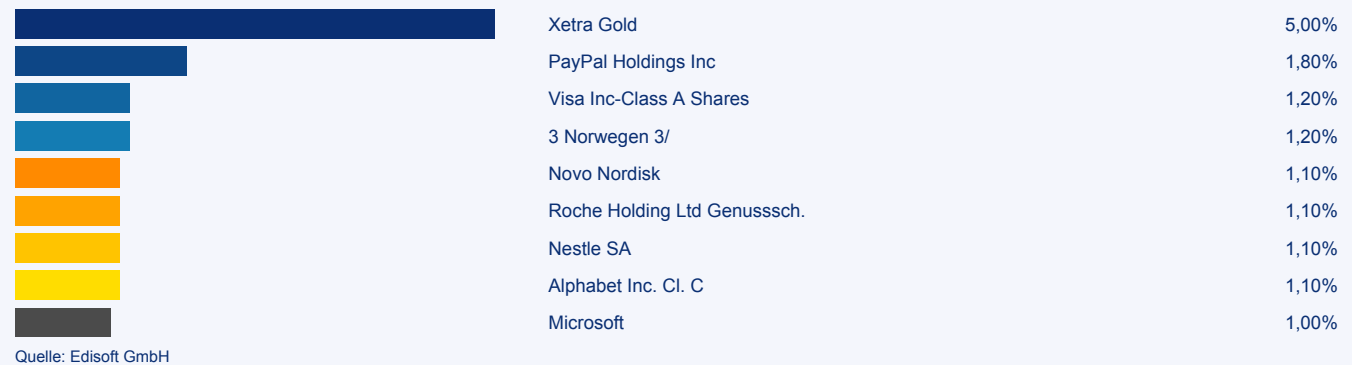 Xetra Gold 5,00%
PayPal Holdings Inc 1,80%
Visa Inc-Class A Shares 1,20%
3 Norwegen 3/ 1,20%
Novo Nordisk 1,10%
Roche Holding Ltd Genusssch. 1,10%
Nestle SA 1,10%
Alphabet Inc. Cl. C 1,10%
Microsoft 1,00%
Quelle: Edisoft GmbH